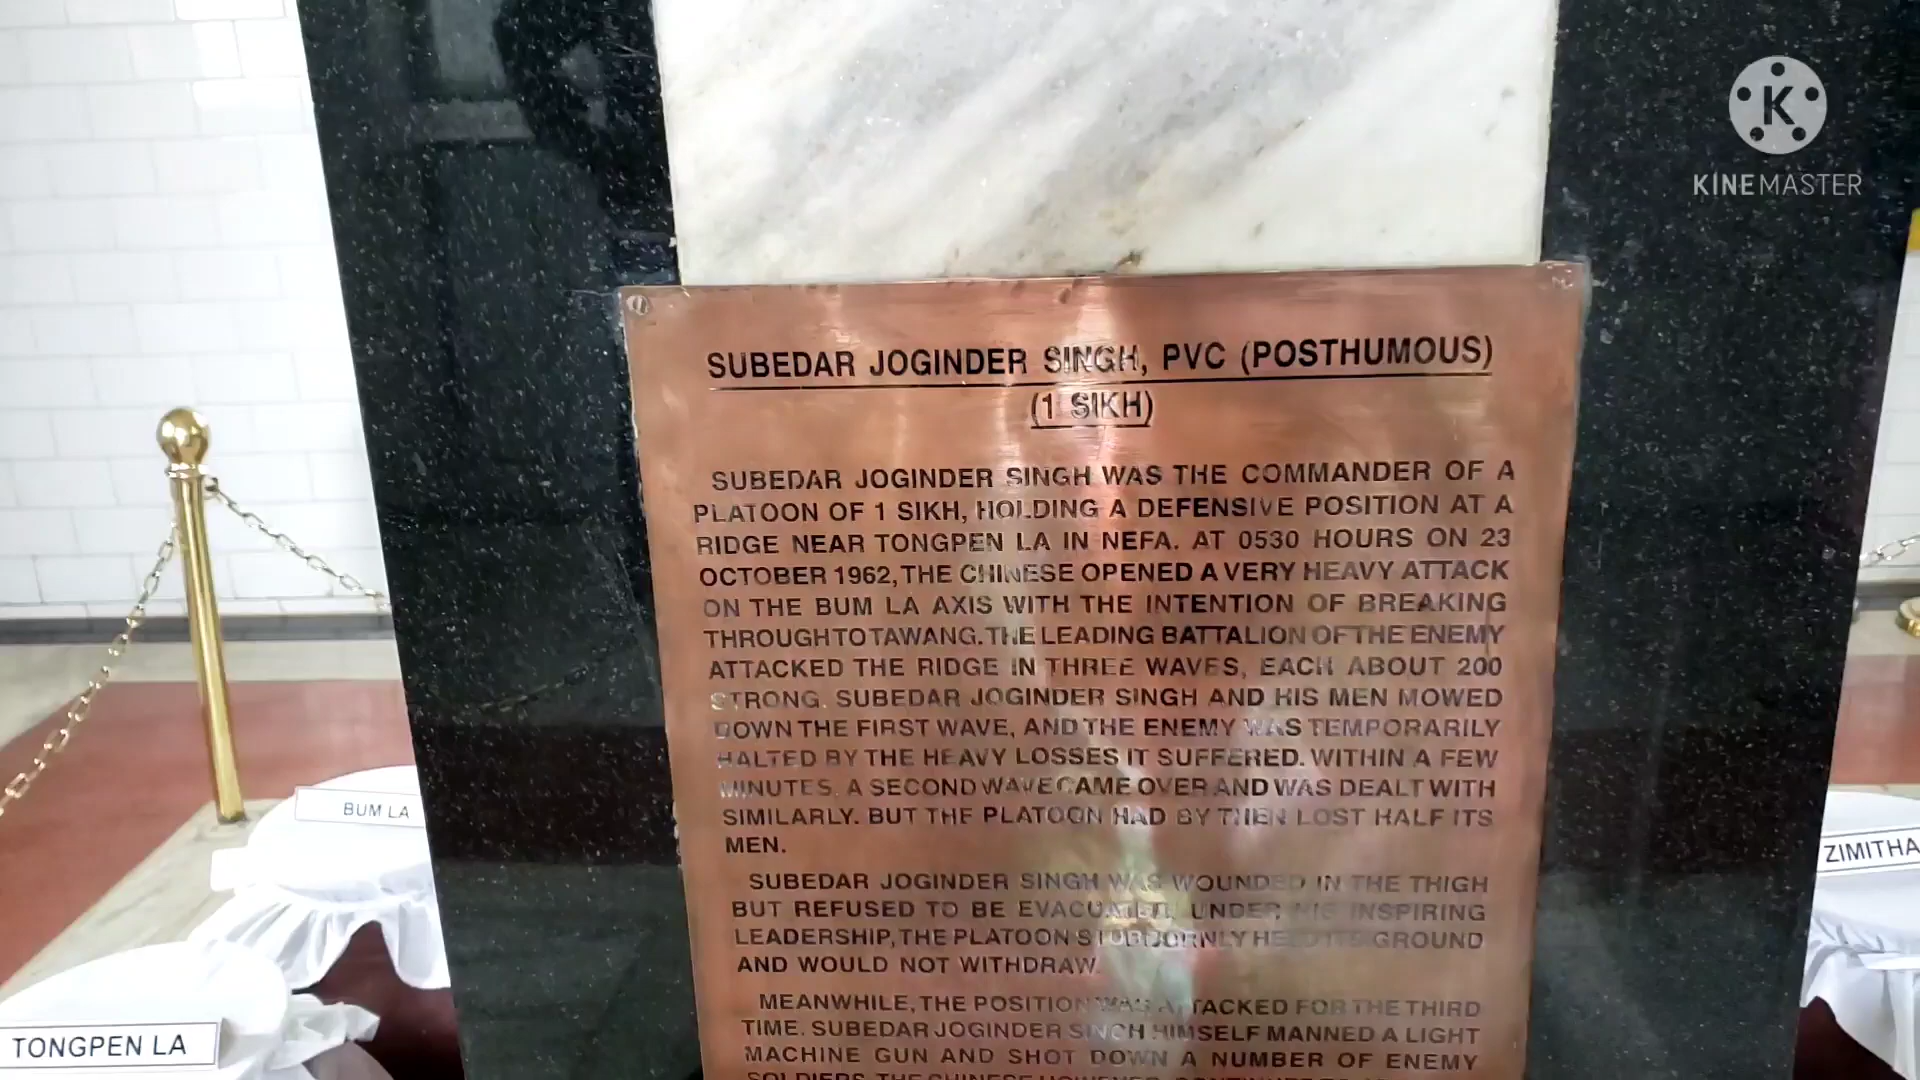 K
KINEMASTER
SUBEDAR JOGINDER SINGH, PVC (POSTHUMOUS)
(1 SIKH)
SUBEDAR JOGINDER SINGH WAS THE COMMANDER OF A
PLATOON OF 1 SIKH, HOLDING A DEFENSIVE POSITION AT A
RIDGE NEAR TONGPEN LA IN NEFA. AT 0530 HOURS ON 23
OCTOBER 1962, THE CHINESE OPENED A VERY HEAVY ATTACK
ON THE BUM LA AXIS WITH THE INTENTION OF BREAKING
THROUGH TO TAWANG. THE LEADING BATTALION OF THE ENEMY
ATTACKED THE RIDGE IN THREE WAVES, EACH ABOUT 200
STRONG. SUBEDAR JOGINDER SINGH AND HIS MEN MOWED
DOWN THE FIRST WAVE, AND THE ENEMY WAS TEMPORARILY
HALTED BY THE HEAVY LOSSES IT SUFFERED. WITHIN A FEW
MINUTES, A SECOND WAVE CAME OVER AND WAS DEALT WITH
SIMILARLY. BUT THE PLATOON HAD BY THEN LOST HALF ITS
MEN.
SUBEDAR JOGINDER SINGH WAS WOUNDED IN THE THIGH
BUT REFUSED TO BE EVACUATED. UNDER HIS INSPIRING
LEADERSHIP, THE PLATOON STUBBORNLY HELD ITS GROUND
AND WOULD NOT WITHDRAW.
MEANWHILE, THE POSITION WAS ATTACKED FOR THE THIRD
TIME. SUBEDAR JOGINDER SINGH HIMSELF MANNED A LIGHT
MACHINE GUN AND SHOT DOWN A NUMBER OF ENEMY
BUM LA
TONGPEN LA
ZIMITHA